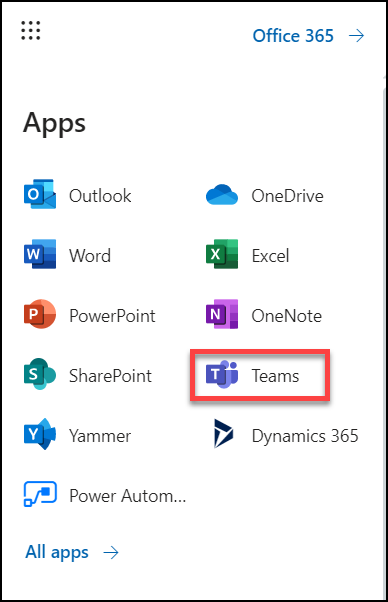 Office 365 →
Apps
Outlook OneDrive
Word Excel
PowerPoint OneNote
SharePoint Teams
Yammer Dynamics 365
Power Autom...
All apps →